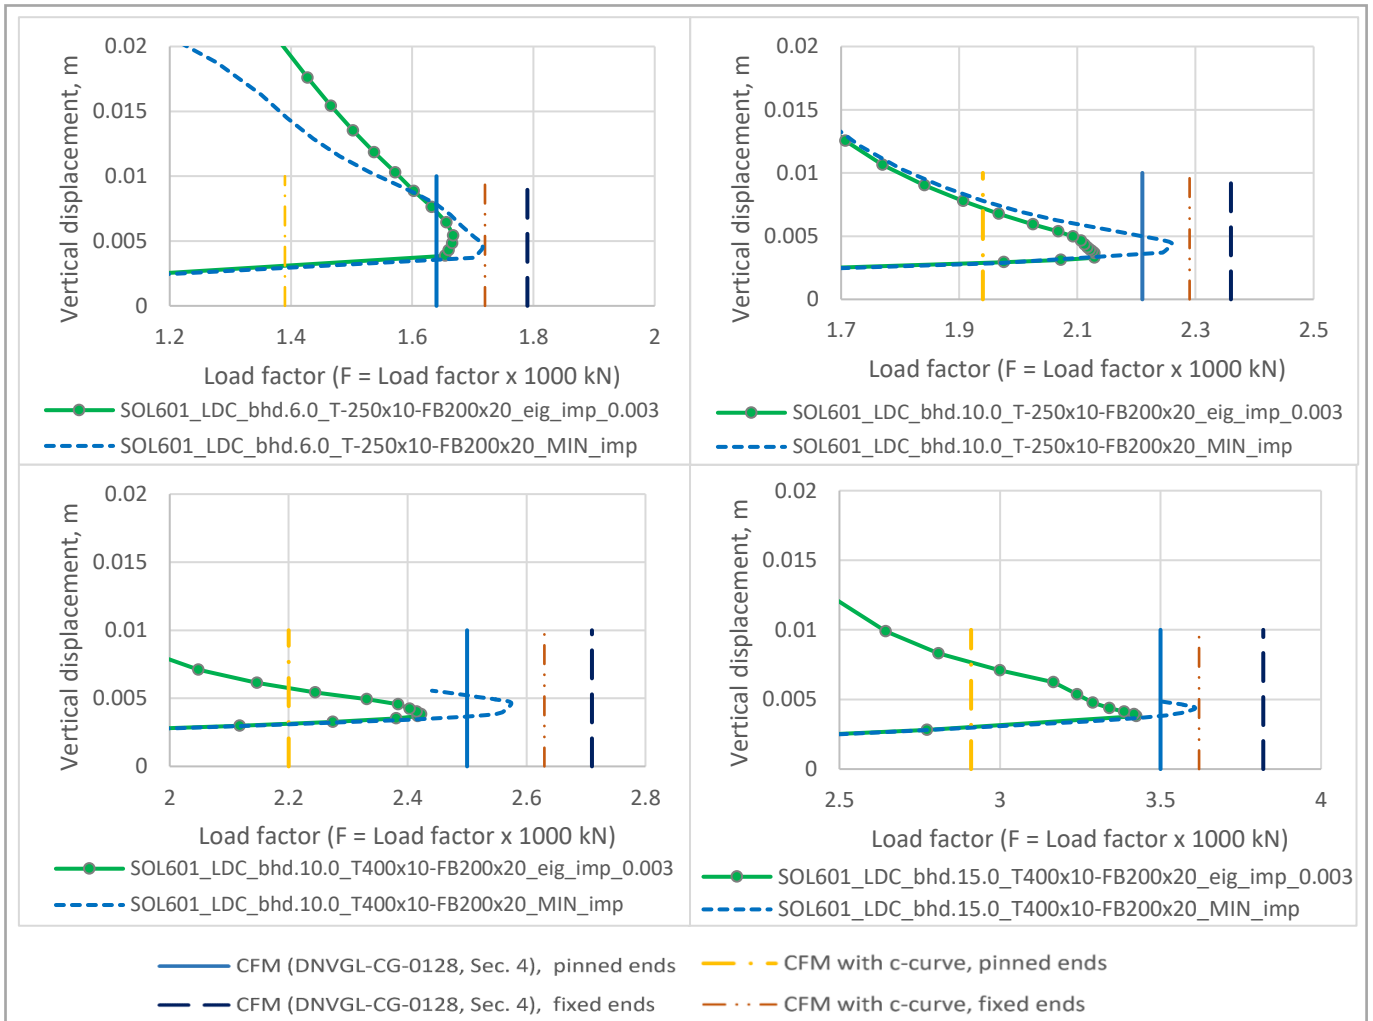 0.02
0.015
0.01
0.005
0
Vertical displacement, m
1.2 1.4 1.6 1.8 2
Load factor (F = Load factor x 1000 kN)
SOL601_LDC_bhd.6.0_T-250x10-FB200x20_eig_imp_0.003
SOL601_LDC_bhd.6.0_T-250x10-FB200x20_MIN_imp
0.02
0.015
0.01
0.005
0
Vertical displacement, m
1.7 1.9 2.1 2.3 2.5
Load factor (F = Load factor x 1000 kN)
SOL601_LDC_bhd.10.0_T-250x10-FB200x20_eig_imp_0.003
SOL601_LDC_bhd.10.0_T-250x10-FB200x20_MIN_imp
0.02
0.015
0.01
0.005
0
Vertical displacement, m
2 2.2 2.4 2.6 2.8
Load factor (F = Load factor x 1000 kN)
SOL601_LDC_bhd.10.0_T400x10-FB200x20_eig_imp_0.003
SOL601_LDC_bhd.10.0_T400x10-FB200x20_MIN_imp
0.02
0.015
0.01
0.005
0
Vertical displacement, m
2.5 3 3.5 4
Load factor (F = Load factor x 1000 kN)
SOL601_LDC_bhd.15.0_T400x10-FB200x20_eig_imp_0.003
SOL601_LDC_bhd.15.0_T400x10-FB200x20_MIN_imp
CFM (DNVGL-CG-0128, Sec. 4), pinned ends
CFM with c-curve, pinned ends
CFM (DNVGL-CG-0128, Sec. 4), fixed ends
CFM with c-curve, fixed ends